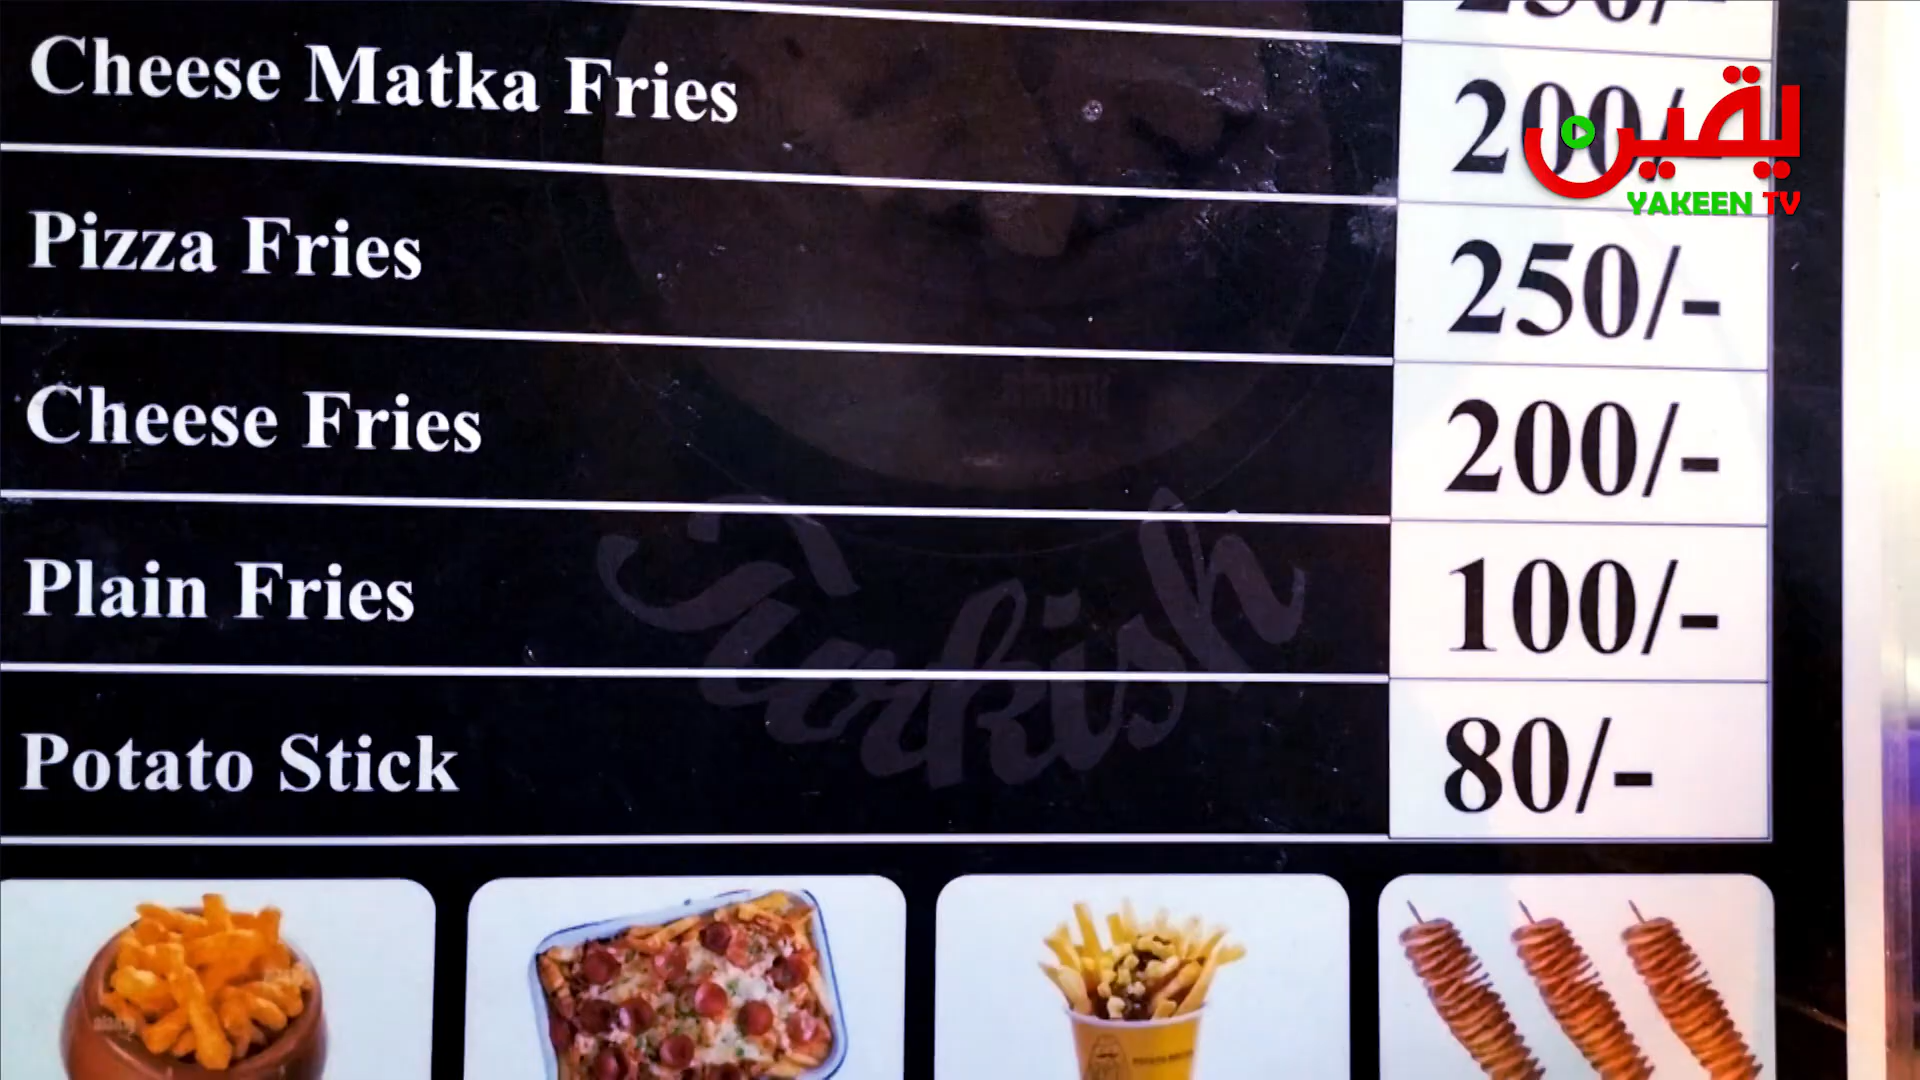 Cheese Matka Fries 200/-
يقين
YAKEEN TV
Pizza Fries 250/-
Cheese Fries 200/-
Plain Fries 100/-
Potato Stick 80/-
Turkish